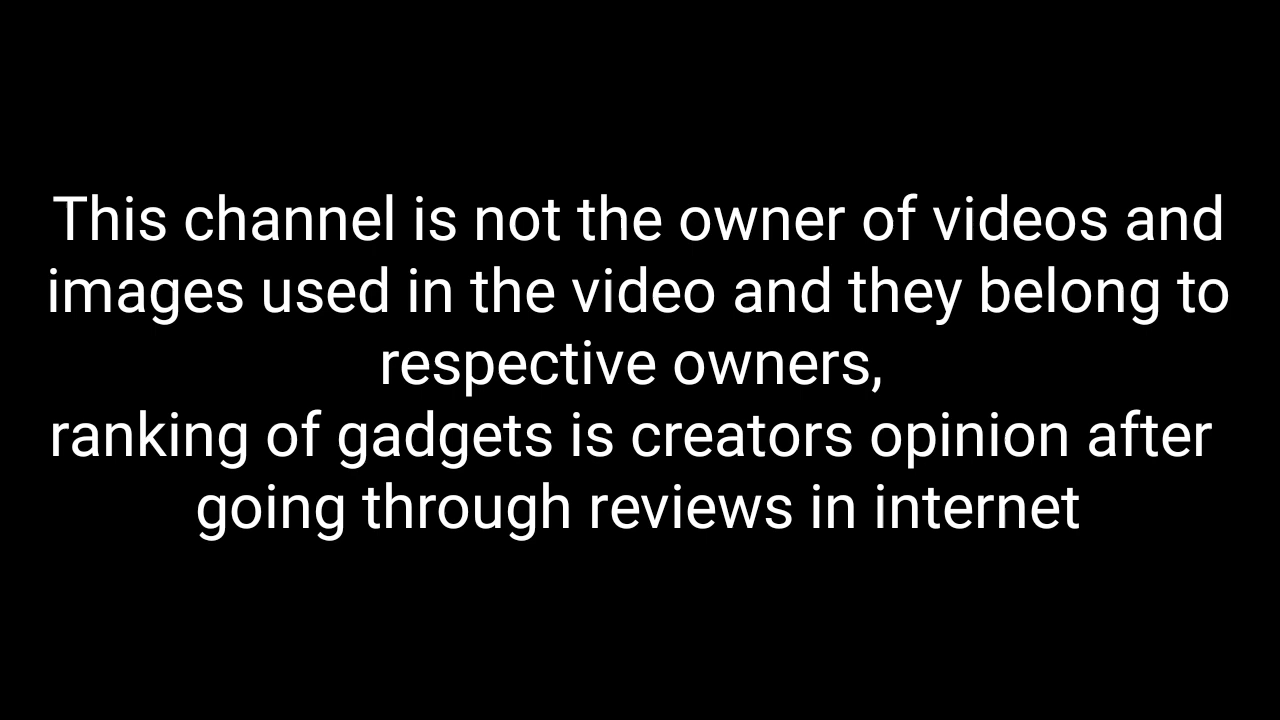 This channel is not the owner of videos and
images used in the video and they belong to
respective owners,
ranking of gadgets is creators opinion after
going through reviews in internet